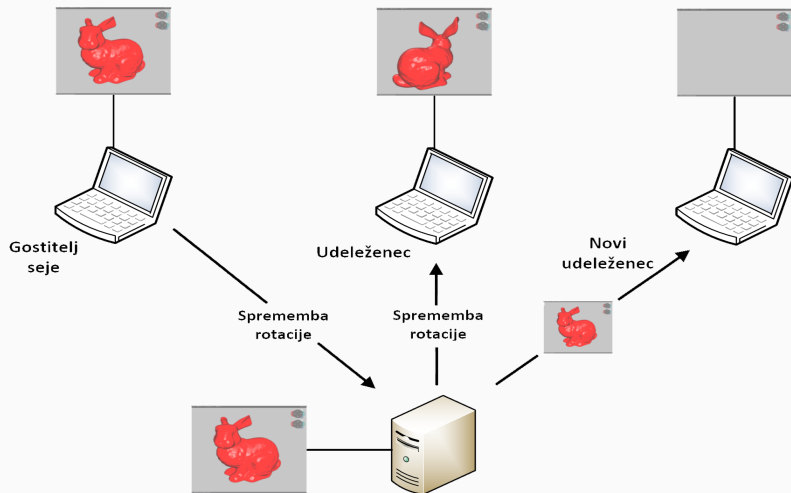 Gostitelj
seje
Udeleženec
Novi
udeleženec
Sprememba
rotacije
Sprememba
rotacije